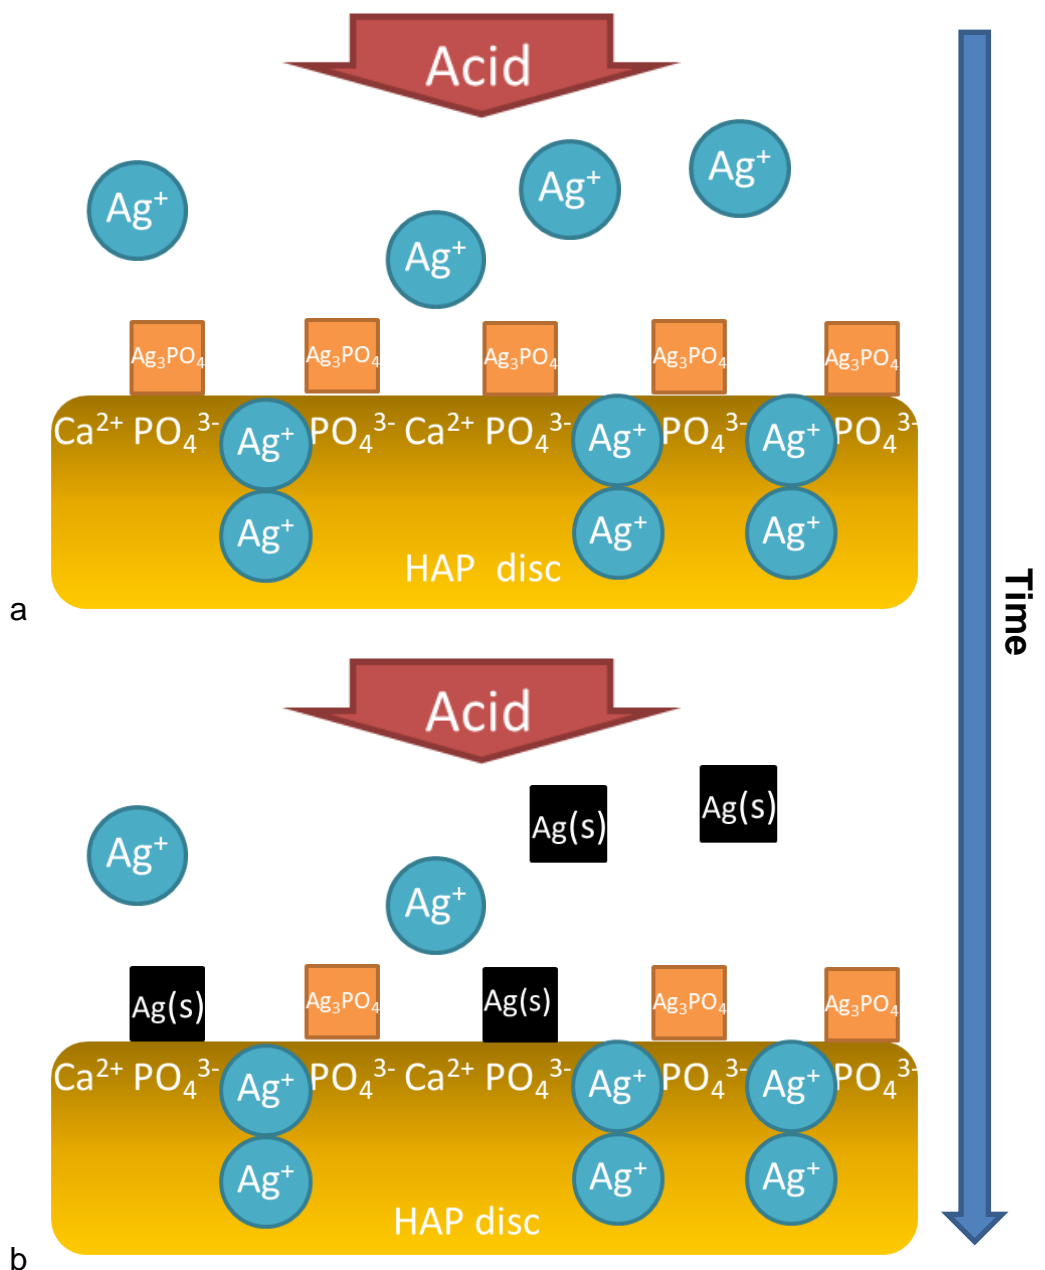 Acid
Ag⁺ Ag⁺ Ag⁺ Ag⁺
Ag₃PO₄ Ag₃PO₄ Ag₃PO₄ Ag₃PO₄ Ag₃PO₄
Ca²⁺ PO₄³⁻ Ag⁺ PO₄³⁻ Ca²⁺ PO₄³⁻ Ag⁺ PO₄³⁻ Ag⁺ PO₄³⁻
Ag⁺ Ag⁺ Ag⁺
HAP disc
a
Time
Acid
Ag⁺ Ag⁺ Ag(s) Ag(s)
Ag(s) Ag₃PO₄ Ag(s) Ag₃PO₄ Ag₃PO₄
Ca²⁺ PO₄³⁻ Ag⁺ PO₄³⁻ Ca²⁺ PO₄³⁻ Ag⁺ PO₄³⁻ Ag⁺ PO₄³⁻
Ag⁺ Ag⁺ Ag⁺
HAP disc
b